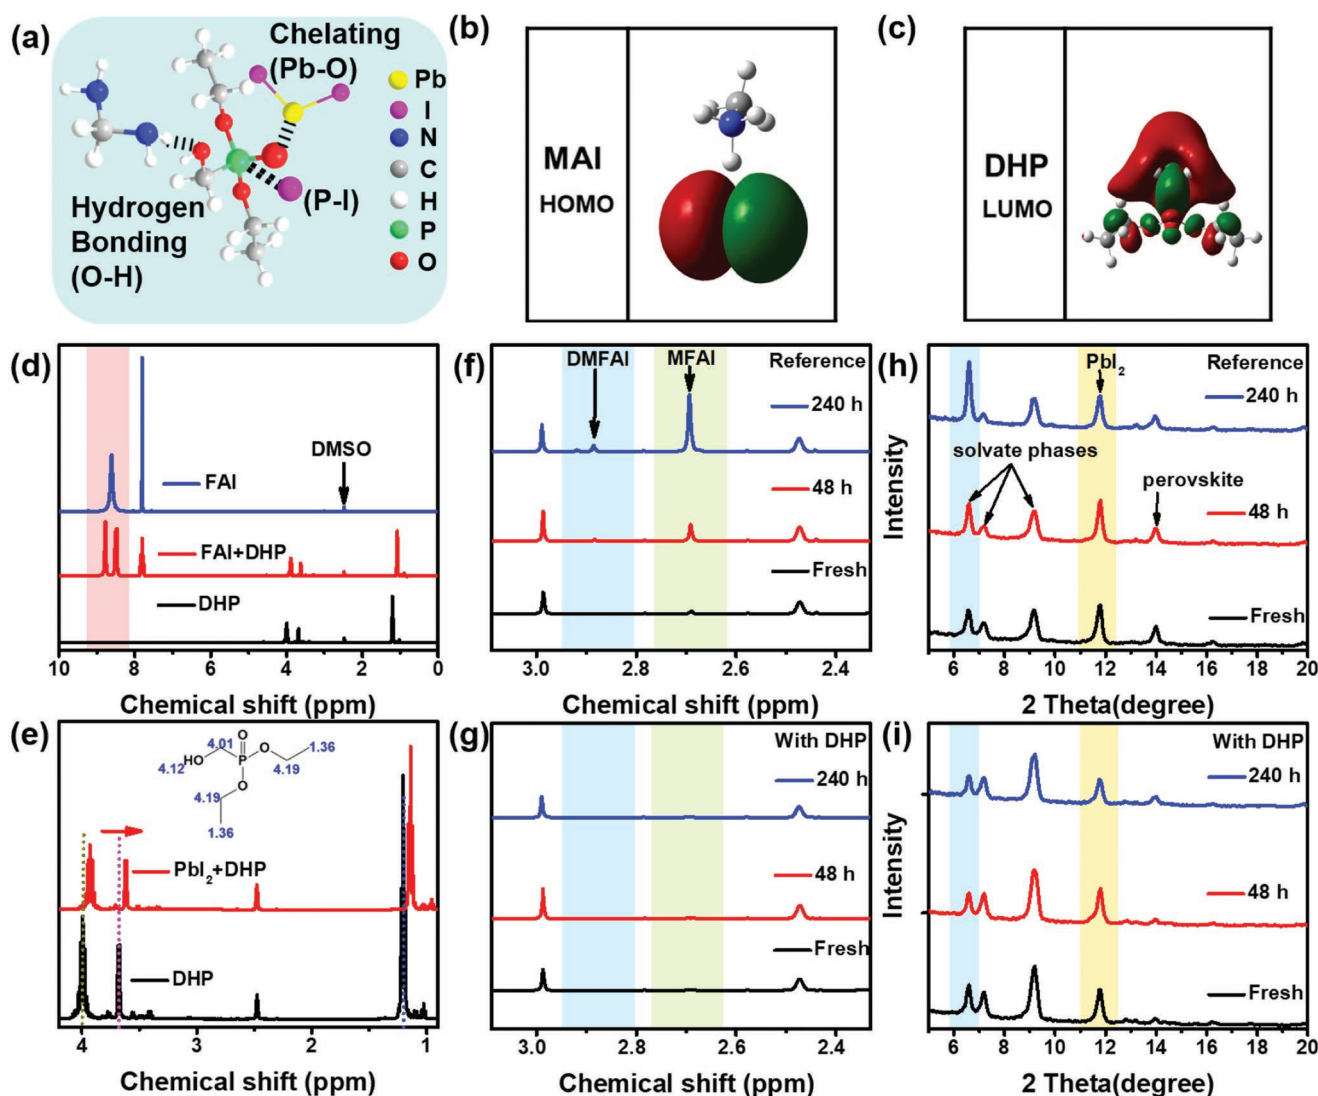 (a)
Chelating
(Pb-O)
Pb
I
N
C
H
P
O
(P-I)
Hydrogen
Bonding
(O-H)
(b)
MAI
HOMO
(c)
DHP
LUMO
(d)
DMSO
FAI
FAI+DHP
DHP
10 8 6 4 2 0
Chemical shift (ppm)
(e)
O
4.01
1.36
HO
P
O
4.12
4.19
O
4.19
1.36
PbI₂+DHP
DHP
4 3 2 1
Chemical shift (ppm)
(f)
DMFAI
MFAI
Reference
240 h
48 h
Fresh
3.0 2.8 2.6 2.4
Chemical shift (ppm)
(g)
With DHP
240 h
48 h
Fresh
3.0 2.8 2.6 2.4
Chemical shift (ppm)
(h)
PbI₂
Reference
240 h
solvate phases
perovskite
48 h
Fresh
Intensity
6 8 10 12 14 16 18 20
2 Theta(degree)
(i)
With DHP
240 h
48 h
Fresh
Intensity
6 8 10 12 14 16 18 20
2 Theta(degree)